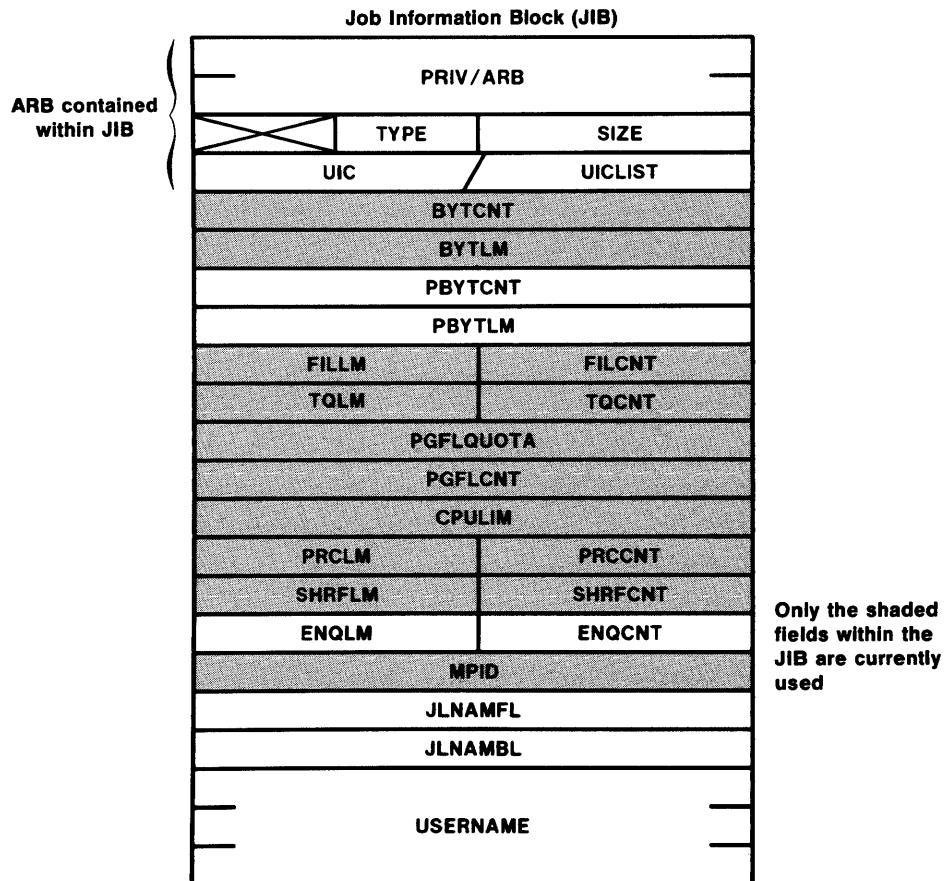 Job Information Block (JIB)
PRIV/ARB
ARB contained
within JIB
TYPE SIZE
UIC / UICLIST
BYTCNT
BYTLM
PBYTCNT
PBYTLM
FILLM FILCNT
TQLM TQCNT
PGFLQUOTA
PGFLCNT
CPULIM
PRCLM PRCCNT
SHRFLM SHRFCNT
ENQLM ENQCNT
MPID
Only the shaded
fields within the
JIB are currently
used
JLNAMFL
JLNAMBL
USERNAME